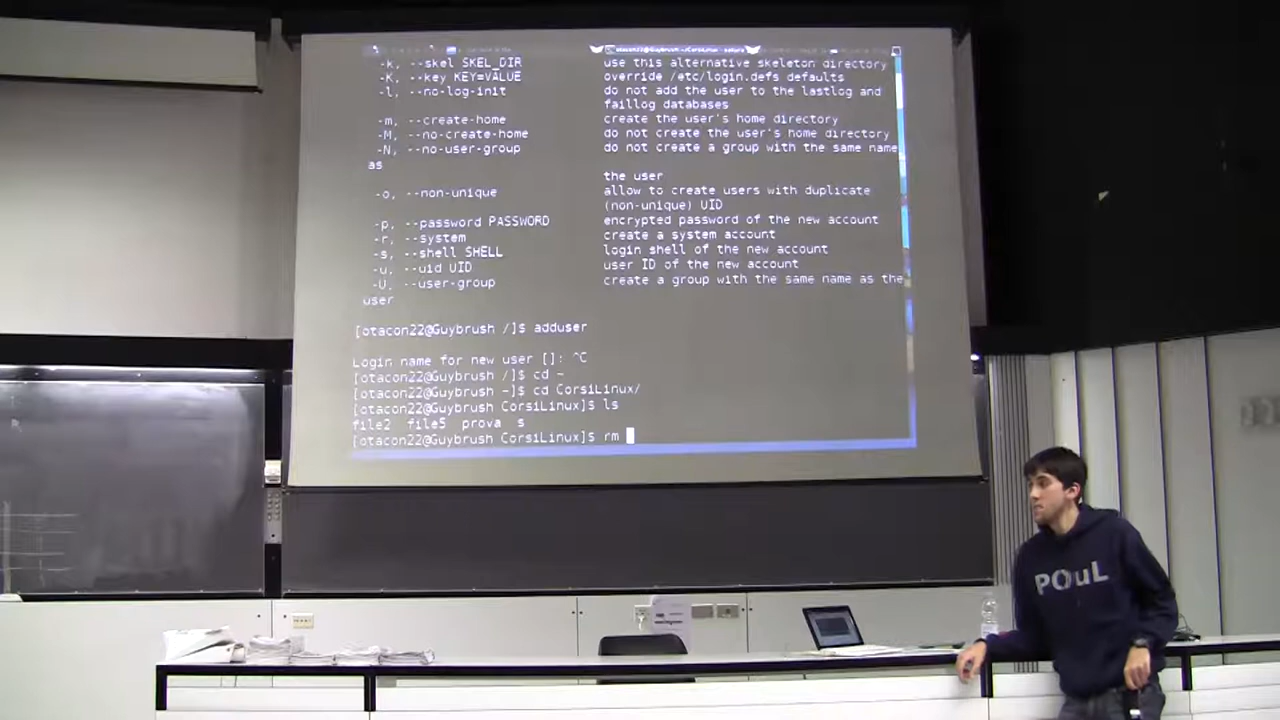 -k, --skel SKEL_DIR use this alternative skeleton directory
-K, --key KEY=VALUE override /etc/login.defs defaults
-l, --no-log-init do not add the user to the lastlog and
faillog databases
-m, --create-home create the user's home directory
-M, --no-create-home do not create the user's home directory
-N, --no-user-group do not create a group with the same name
as
the user
-o, --non-unique allow to create users with duplicate
(non-unique) UID
-p, --password PASSWORD encrypted password of the new account
-r, --system create a system account
-s, --shell SHELL login shell of the new account
-u, --uid UID user ID of the new account
-U, --user-group create a group with the same name as the
user
[otacon22@Guybrush /]$ adduser
Login name for new user []: ^C
[otacon22@Guybrush /]$ cd ~
[otacon22@Guybrush ~]$ cd CorsiLinux/
[otacon22@Guybrush CorsiLinux]$ ls
file2 file5 prova s
[otacon22@Guybrush CorsiLinux]$ rm
POuL